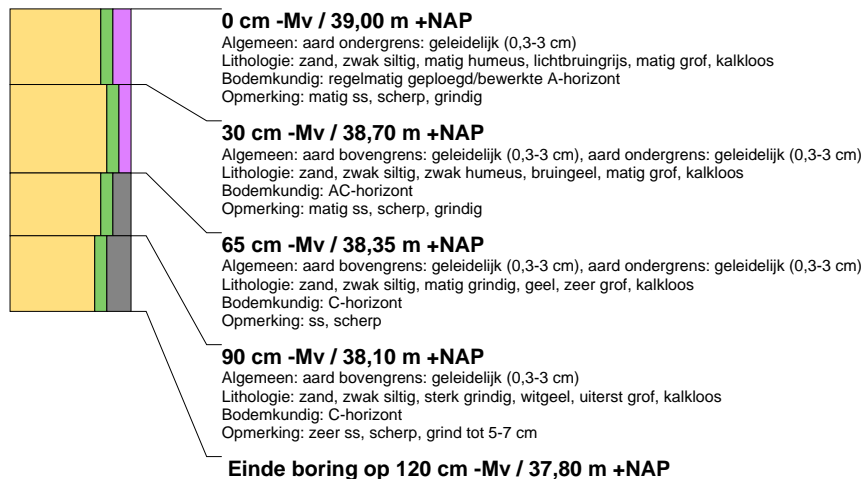 0 cm -Mv / 39,00 m +NAP
Algemeen: aard ondergrens: geleidelijk (0,3-3 cm)
Lithologie: zand, zwak siltig, matig humeus, lichtbruingrijs, matig grof, kalkloos
Bodemkundig: regelmatig geploegd/bewerkte A-horizont
Opmerking: matig ss, scherp, grindig
30 cm -Mv / 38,70 m +NAP
Algemeen: aard bovengrens: geleidelijk (0,3-3 cm), aard ondergrens: geleidelijk (0,3-3 cm)
Lithologie: zand, zwak siltig, zwak humeus, bruingeel, matig grof, kalkloos
Bodemkundig: AC-horizont
Opmerking: matig ss, scherp, grindig
65 cm -Mv / 38,35 m +NAP
Algemeen: aard bovengrens: geleidelijk (0,3-3 cm), aard ondergrens: geleidelijk (0,3-3 cm)
Lithologie: zand, zwak siltig, matig grindig, geel, zeer grof, kalkloos
Bodemkundig: C-horizont
Opmerking: ss, scherp
90 cm -Mv / 38,10 m +NAP
Algemeen: aard bovengrens: geleidelijk (0,3-3 cm)
Lithologie: zand, zwak siltig, sterk grindig, witgeel, uiterst grof, kalkloos
Bodemkundig: C-horizont
Opmerking: zeer ss, scherp, grind tot 5-7 cm
Einde boring op 120 cm -Mv / 37,80 m +NAP